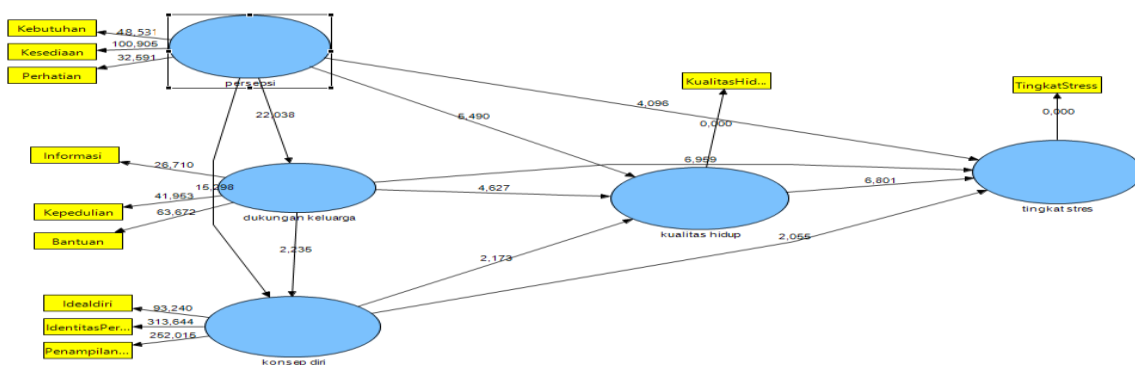 Kebutuhan
48,531
Kesediaan
100,905
Perhatian
32,591
persepsi
22,038
6,490
4,096
KualitasHid...
0,000
TingkatStress
0,000
Informasi
26,710
15,298
Kepedulian
41,953
63,672
Bantuan
dukungan keluarga
6,959
4,627
6,801
kualitas hidup
tingkat stres
2,235
2,173
2,055
Idealdiri
93,240
IdentitasPer...
313,644
252,015
Penampilan...
konsep diri